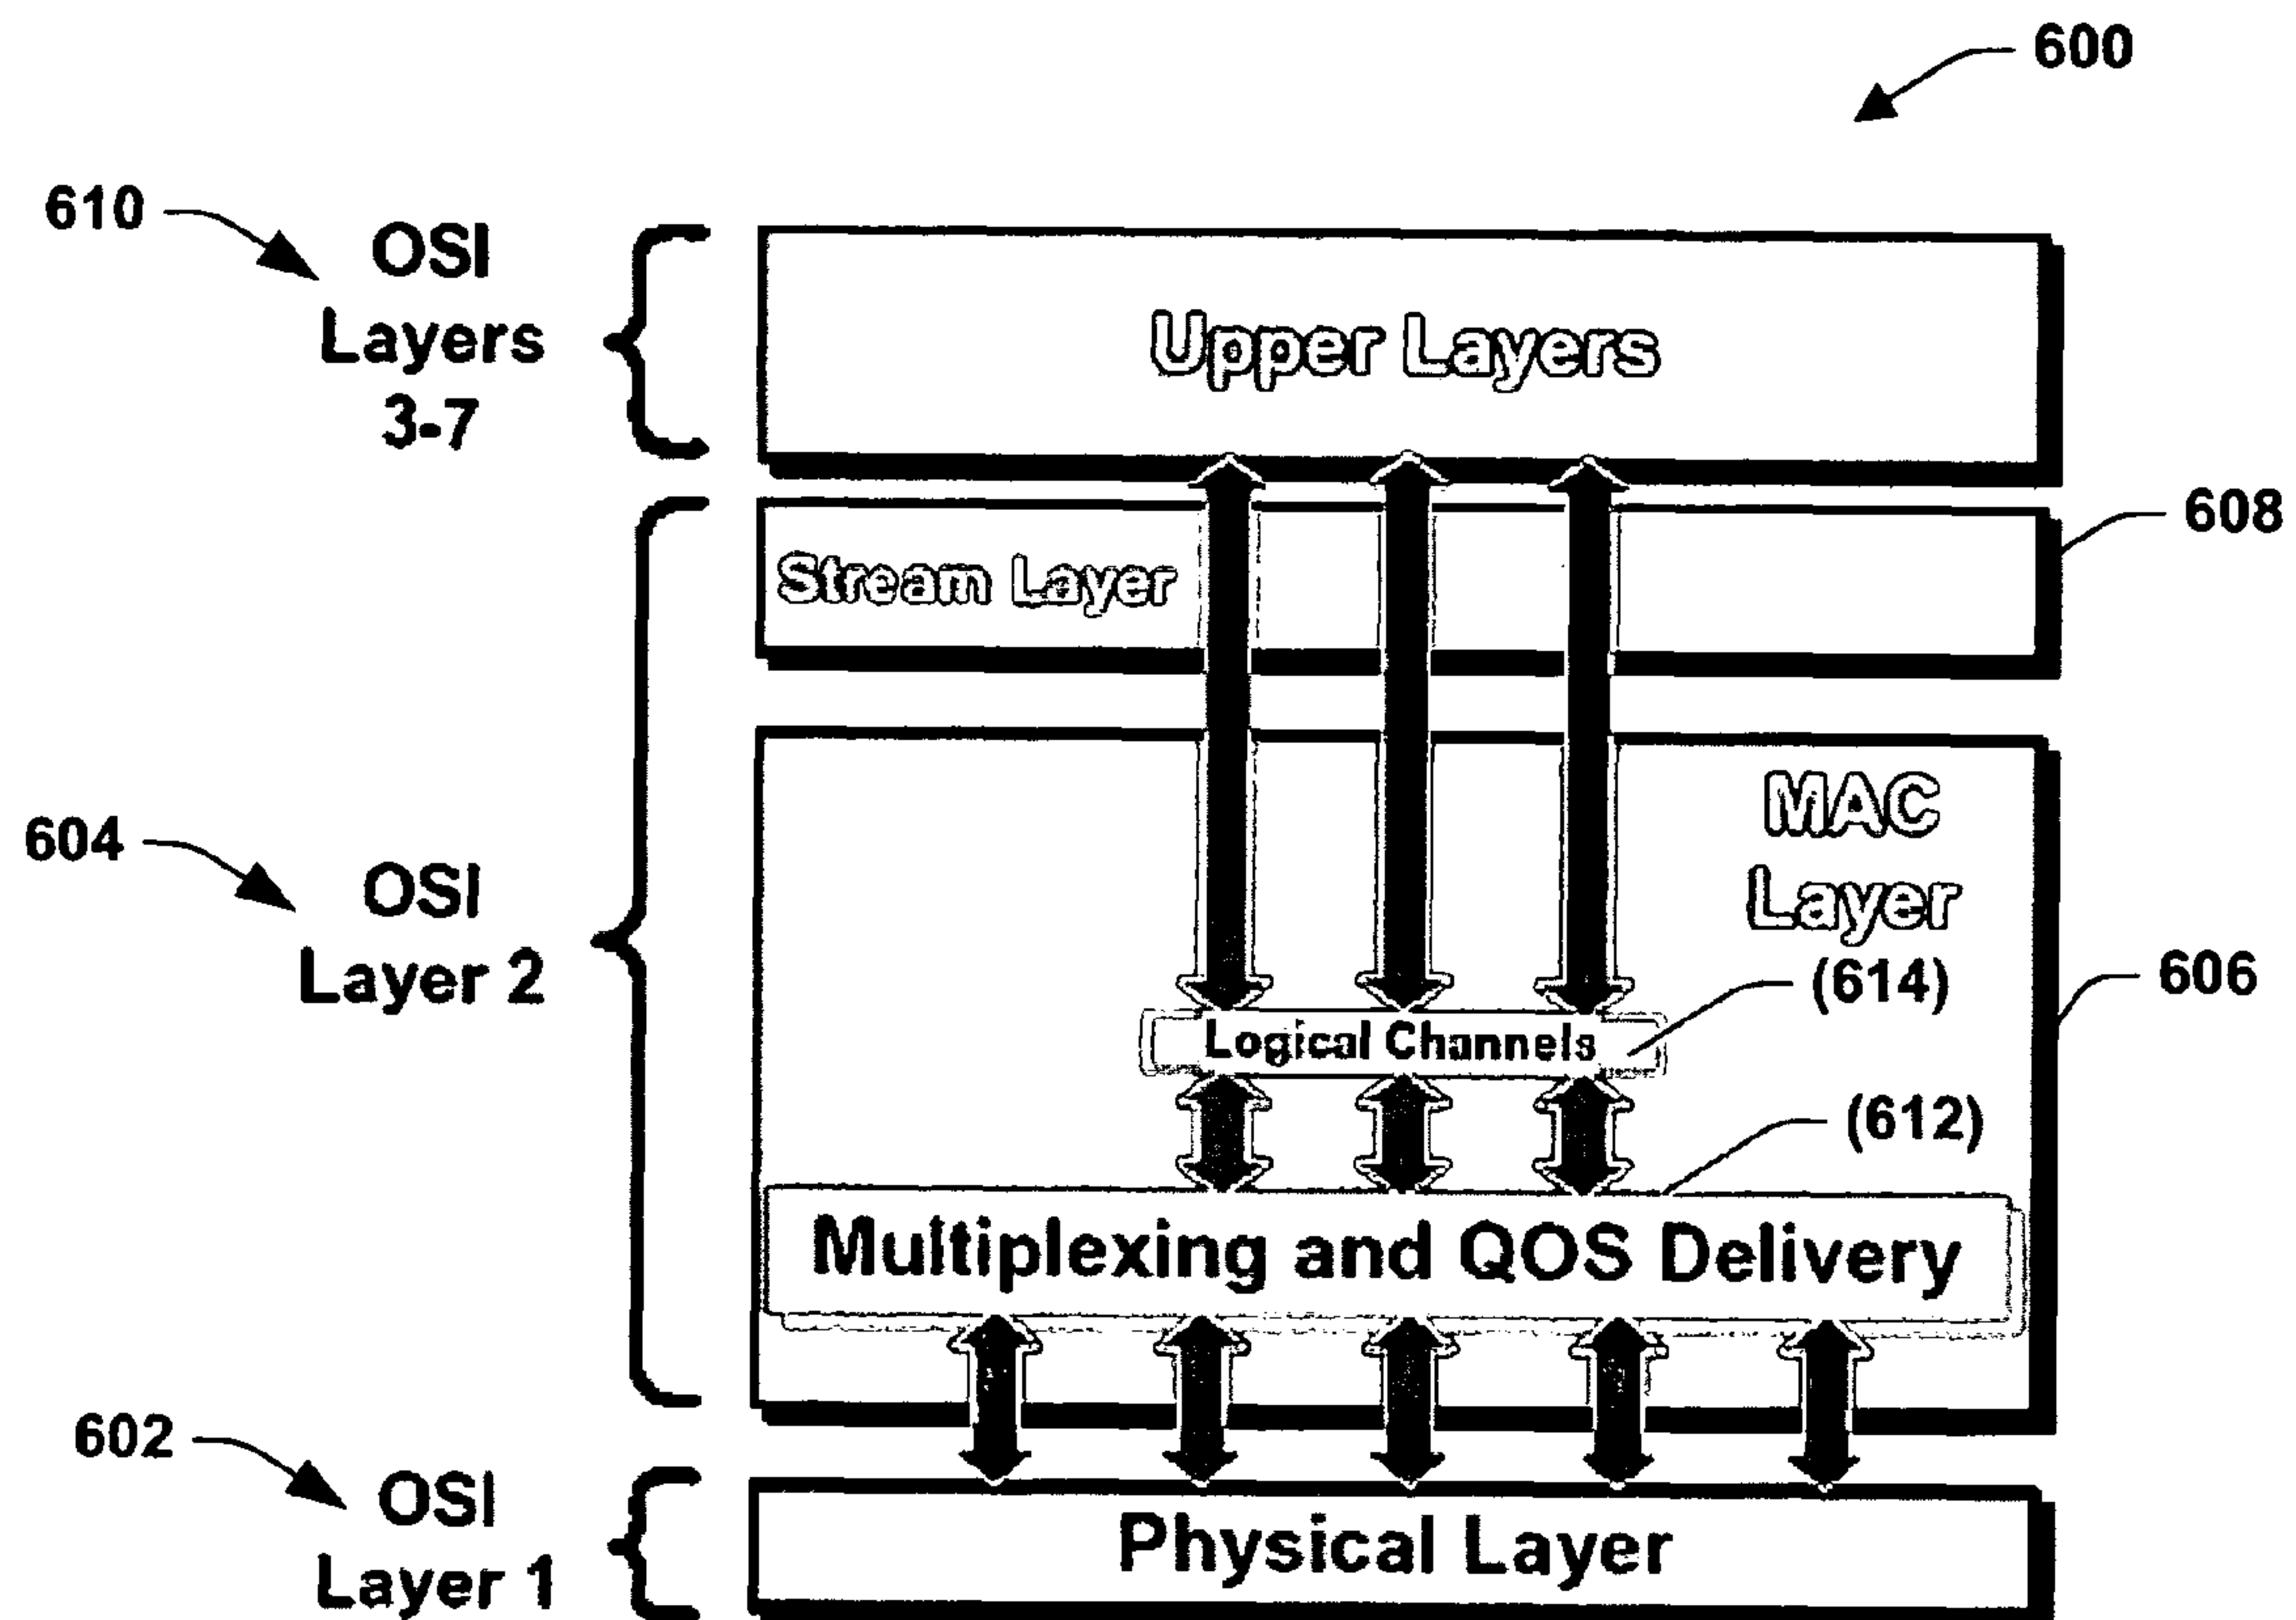 600
610
OSI
Layers
3-7
Upper Layers
608
Stream Layer
MAC
Layer
604
OSI
Layer 2
(614)
606
Logical Channels
(612)
Multiplexing and QOS Delivery
602
OSI
Layer 1
Physical Layer